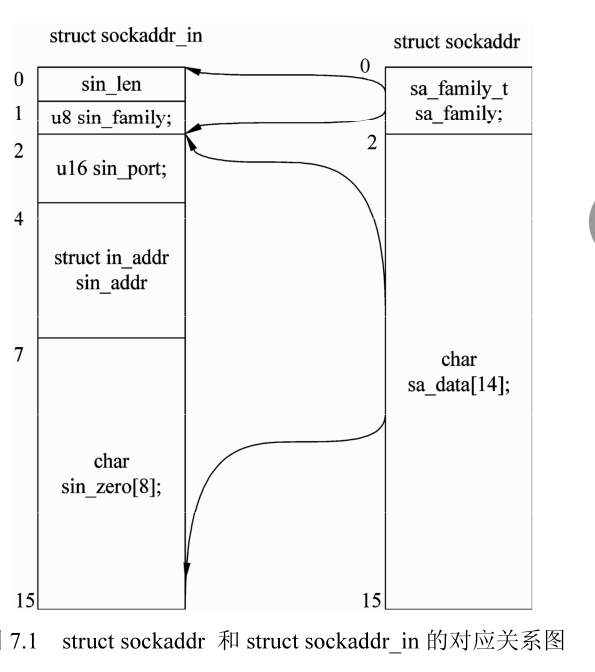 struct sockaddr_in
struct sockaddr
0
sin_len
1
u8 sin_family;
2
u16 sin_port;
4
struct in_addr
sin_addr
7
char
sin_zero[8];
15
0
sa_family_t
sa_family;
2
char
sa_data[14];
15
7.1 struct sockaddr 和 struct sockaddr_in 的对应关系图